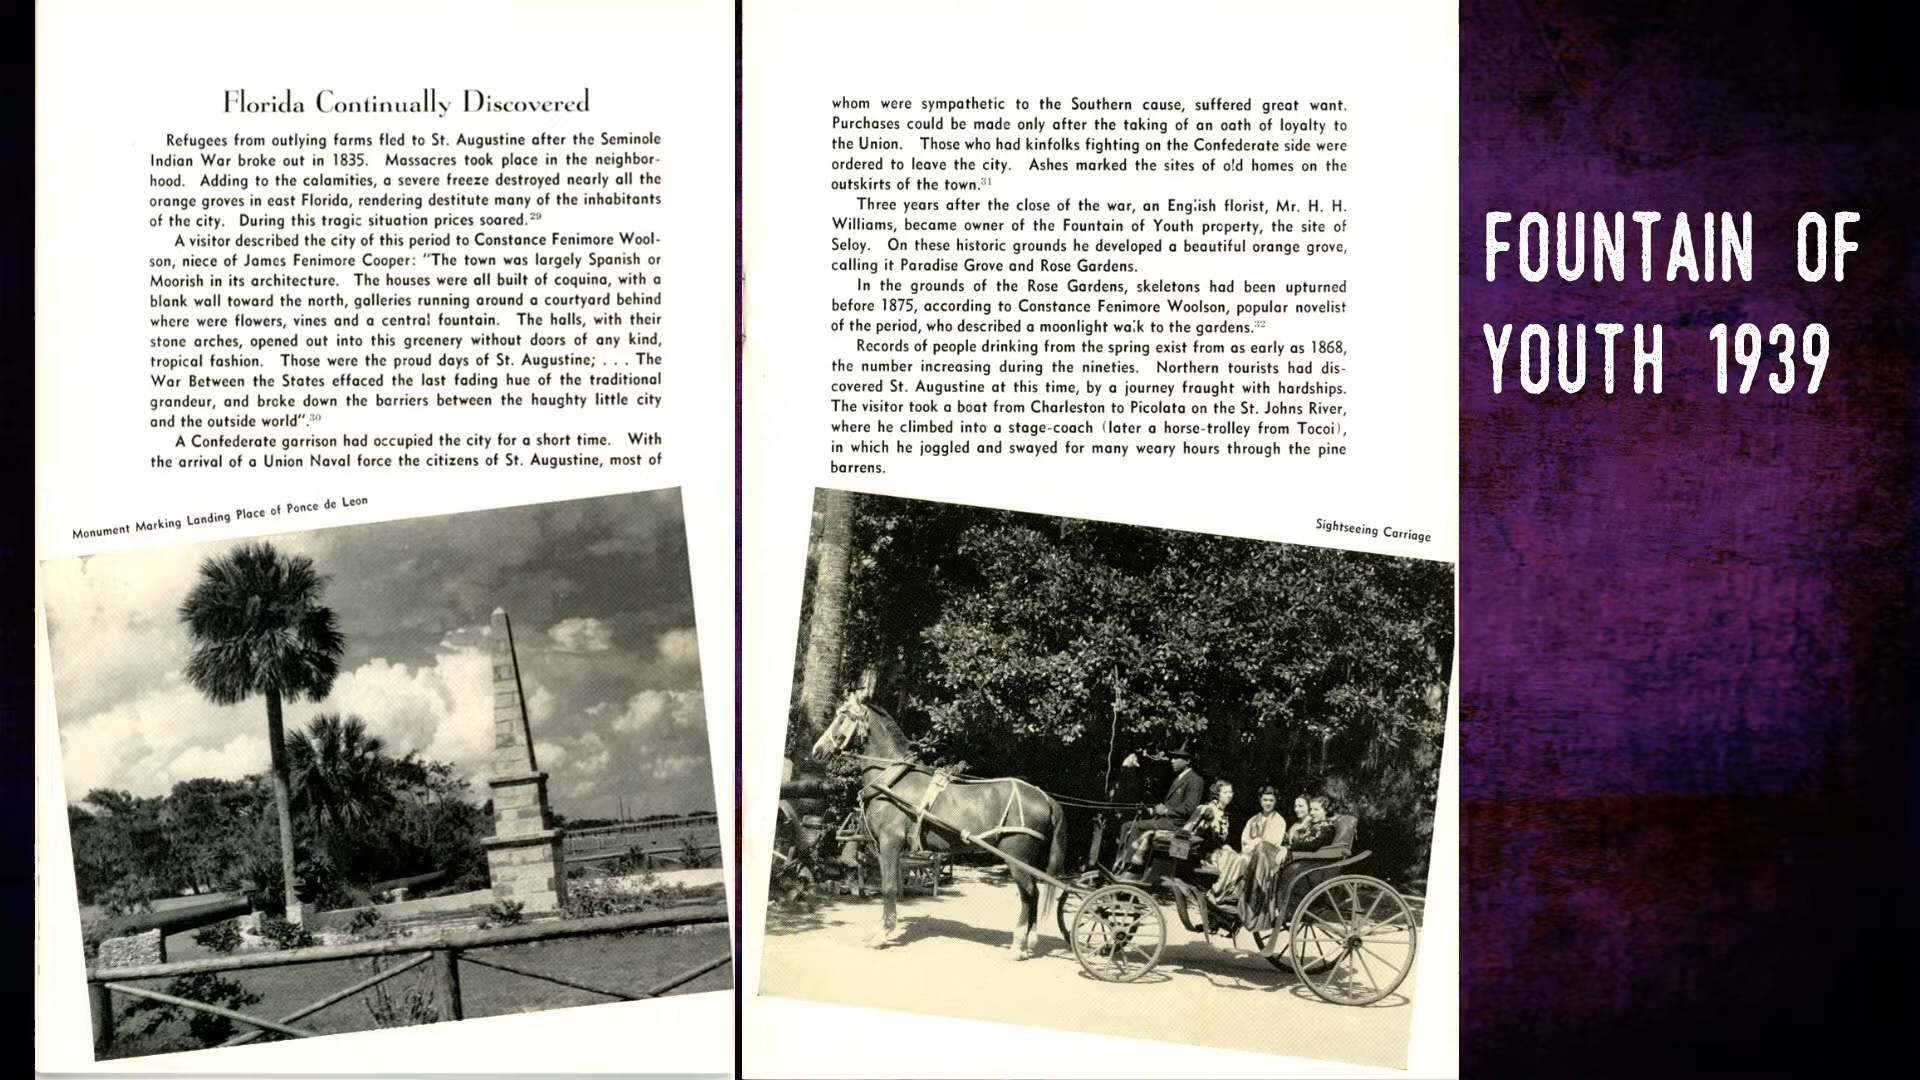 Florida Continually Discovered
Refugees from outlying farms fled to St. Augustine after the Seminole
Indian War broke out in 1835. Massacres took place in the neighbor-
hood. Adding to the calamities, a severe freeze destroyed nearly all the
orange groves in east Florida, rendering destitute many of the inhabitants
of the city. During this tragic situation prices soared.29
A visitor described the city of this period to Constance Fenimore Wool-
son, niece of James Fenimore Cooper: "The town was largely Spanish or
Moorish in its architecture. The houses were all built of coquina, with a
blank wall toward the north, galleries running around a courtyard behind
where were flowers, vines and a central fountain. The halls, with their
stone arches, opened out into this greenery without doors of any kind,
tropical fashion. Those were the proud days of St. Augustine; . . . The
War Between the States effaced the last fading hue of the traditional
grandeur, and broke down the barriers between the haughty little city
and the outside world".30
A Confederate garrison had occupied the city for a short time. With
the arrival of a Union Naval force the citizens of St. Augustine, most of
Monument Marking Landing Place of Ponce de Leon
whom were sympathetic to the Southern cause, suffered great want.
Purchases could be made only after the taking of an oath of loyalty to
the Union. Those who had kinfolks fighting on the Confederate side were
ordered to leave the city. Ashes marked the sites of old homes on the
outskirts of the town.31
Three years after the close of the war, an English florist, Mr. H. H.
Williams, became owner of the Fountain of Youth property, the site of
Seloy. On these historic grounds he developed a beautiful orange grove,
calling it Paradise Grove and Rose Gardens.
In the grounds of the Rose Gardens, skeletons had been upturned
before 1875, according to Constance Fenimore Woolson, popular novelist
of the period, who described a moonlight walk to the gardens.32
Records of people drinking from the spring exist from as early as 1868,
the number increasing during the nineties. Northern tourists had dis-
covered St. Augustine at this time, by a journey fraught with hardships.
The visitor took a boat from Charleston to Picolata on the St. Johns River,
where he climbed into a stage-coach (later a horse-trolley from Tocoi),
in which he joggled and swayed for many weary hours through the pine
barrens.
Sightseeing Carriage
FOUNTAIN OF
YOUTH 1939